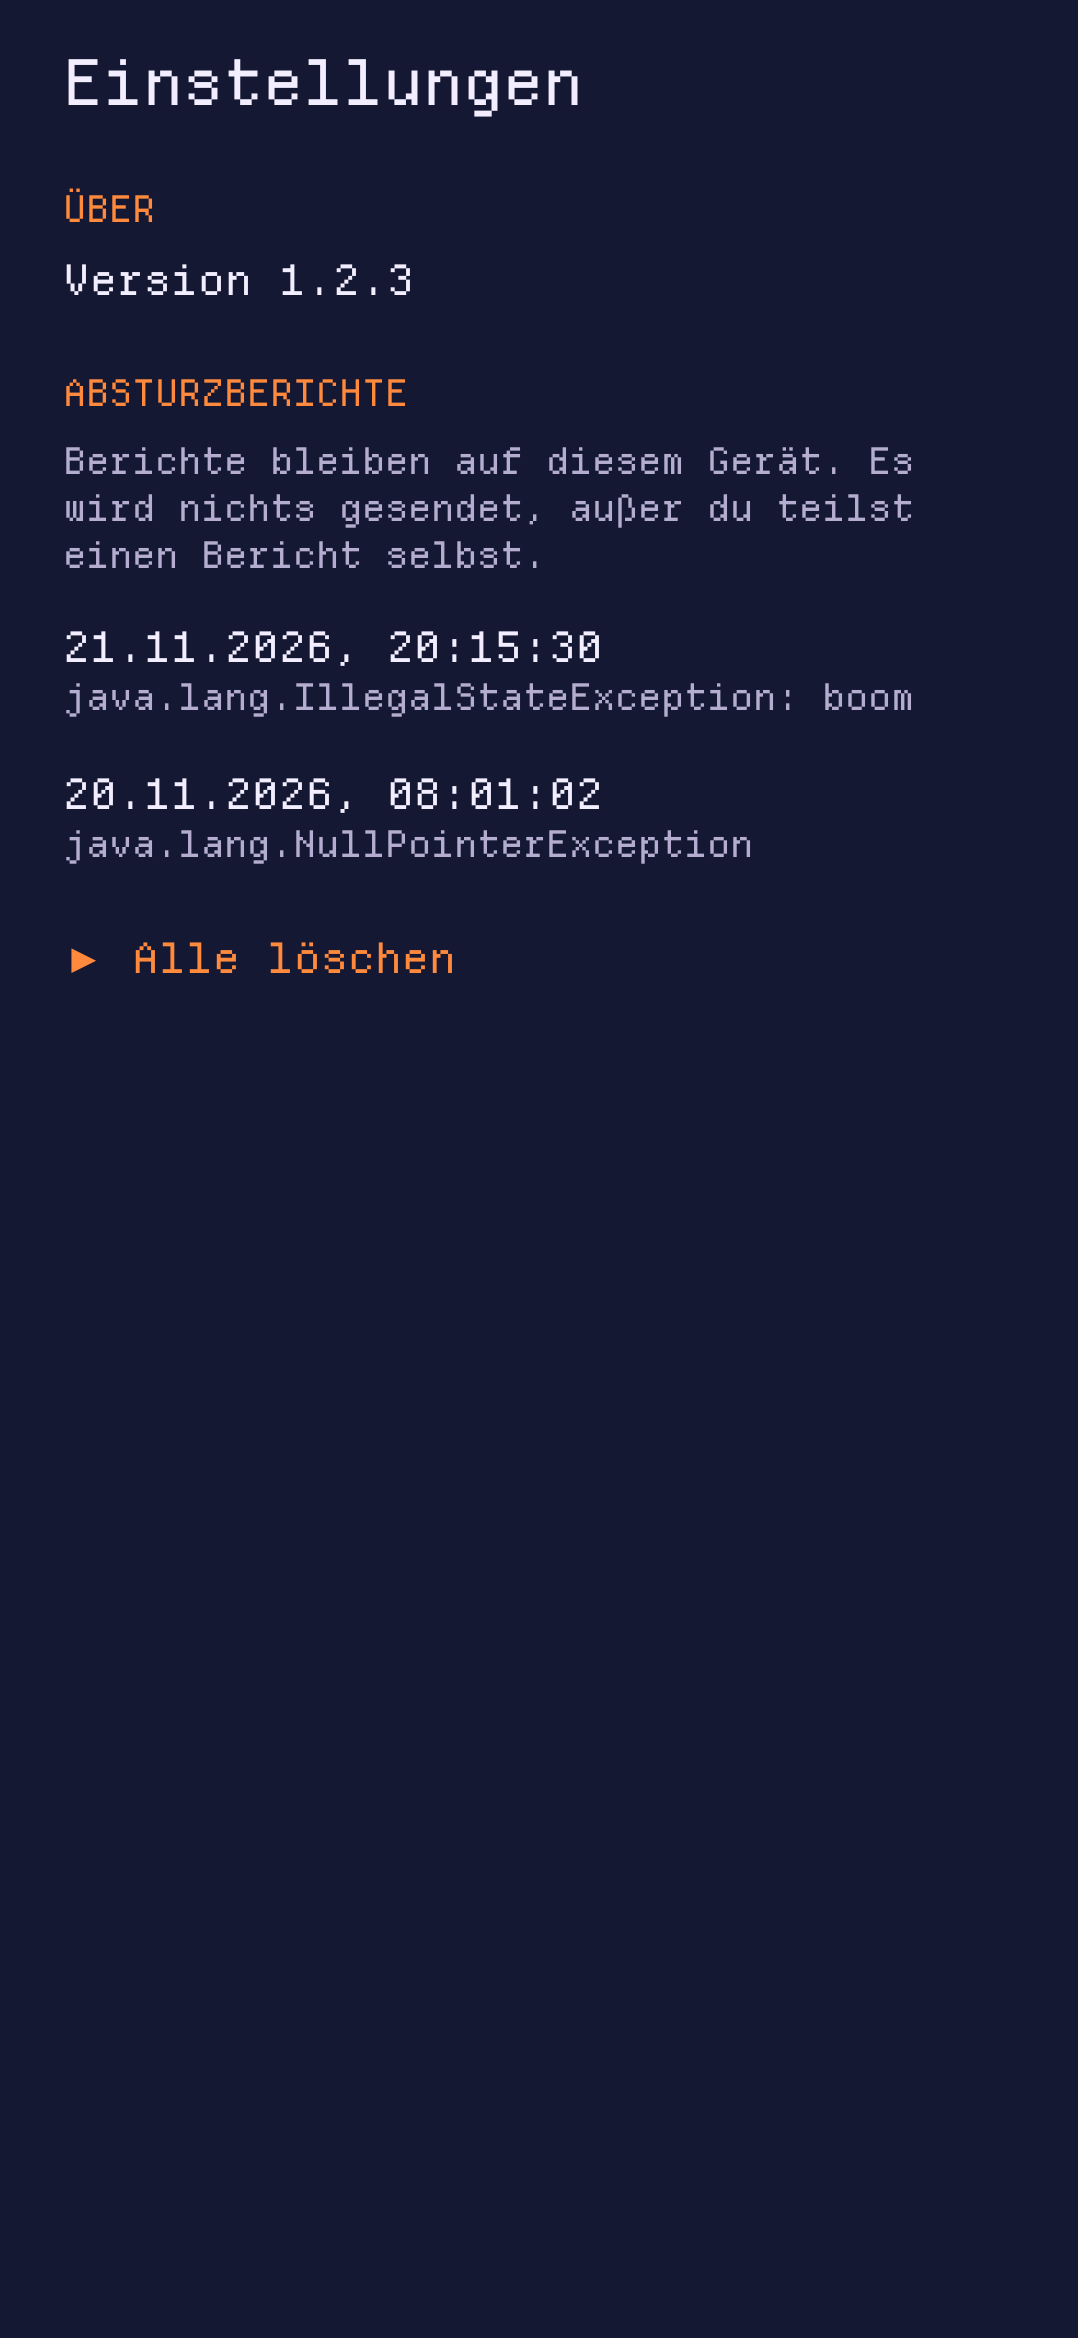 Einstellungen
ÜBER
Version 1.2.3
ABSTURZBERICHTE
Berichte bleiben auf diesem Gerät. Es
wird nichts gesendet, außer du teilst
einen Bericht selbst.
21.11.2026, 20:15:30
java.lang.IllegalStateException: boom
20.11.2026, 08:01:02
java.lang.NullPointerException
► Alle löschen